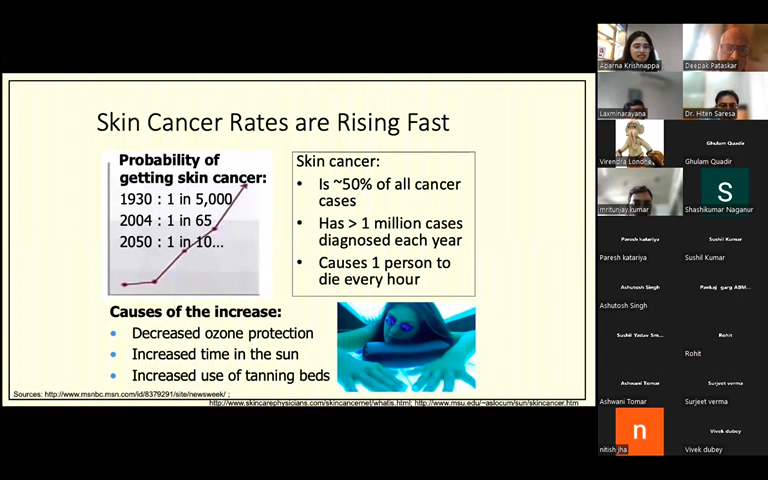 Skin Cancer Rates are Rising Fast
Probability of
getting skin cancer:
1930 : 1 in 5,000
2004 : 1 in 65
2050 : 1 in 10...
Skin cancer:
• Is ~50% of all cancer
cases
• Has > 1 million cases
diagnosed each year
• Causes 1 person to
die every hour
Causes of the increase:
• Decreased ozone protection
• Increased time in the sun
• Increased use of tanning beds
Sources: http://www.msnbc.msn.com/id/8379291/site/newsweek/ ;
http://www.skincarephysicians.com/skincancernet/whatis.html; http://www.msu.edu/~aslocum/sun/skincancer.htm
Aparna Krishnappa
Deepak Pataskar
Laxminarayana
Dr. Hiten Saresa
Virendra Londhe
Ghulam Quadir
Ghulam Quadir
mritunjay kumar
S
Shashikumar Naganur
Paresh katariya
Sushil Kumar
Paresh katariya
Sushil Kumar
Ashutosh Singh
Pankaj garg ABM...
Ashutosh Singh
Sushil Yadav Sm...
Rohit
Rohit
Ashwani Tomar
Surjeet verma
Ashwani Tomar
Surjeet verma
n
nitish jha
Vivek dubey
Vivek dubey